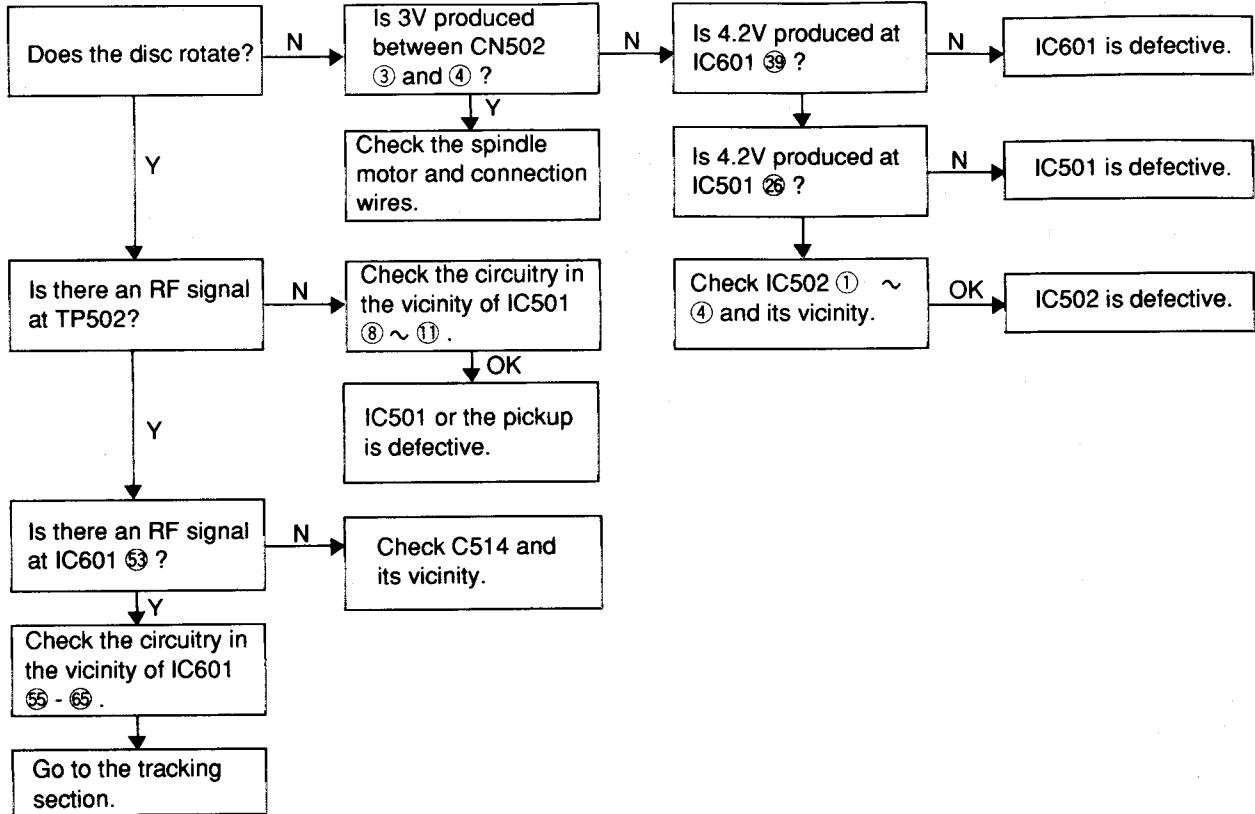 Does the disc rotate?
N
Is 3V produced
between CN502
③ and ④ ?
N
Is 4.2V produced at
IC601 ㊴ ?
N
IC601 is defective.
Y
Check the spindle
motor and connection
wires.
Is 4.2V produced at
IC501 ㉖ ?
N
IC501 is defective.
Y
Is there an RF signal
at TP502?
N
Check the circuitry in
the vicinity of IC501
⑧ ~ ⑪ .
Check IC502 ① ~
④ and its vicinity.
OK
IC502 is defective.
OK
IC501 or the pickup
is defective.
Y
Is there an RF signal
at IC601 53 ?
N
Check C514 and
its vicinity.
Y
Check the circuitry in
the vicinity of IC601
55 - 65 .
Go to the tracking
section.